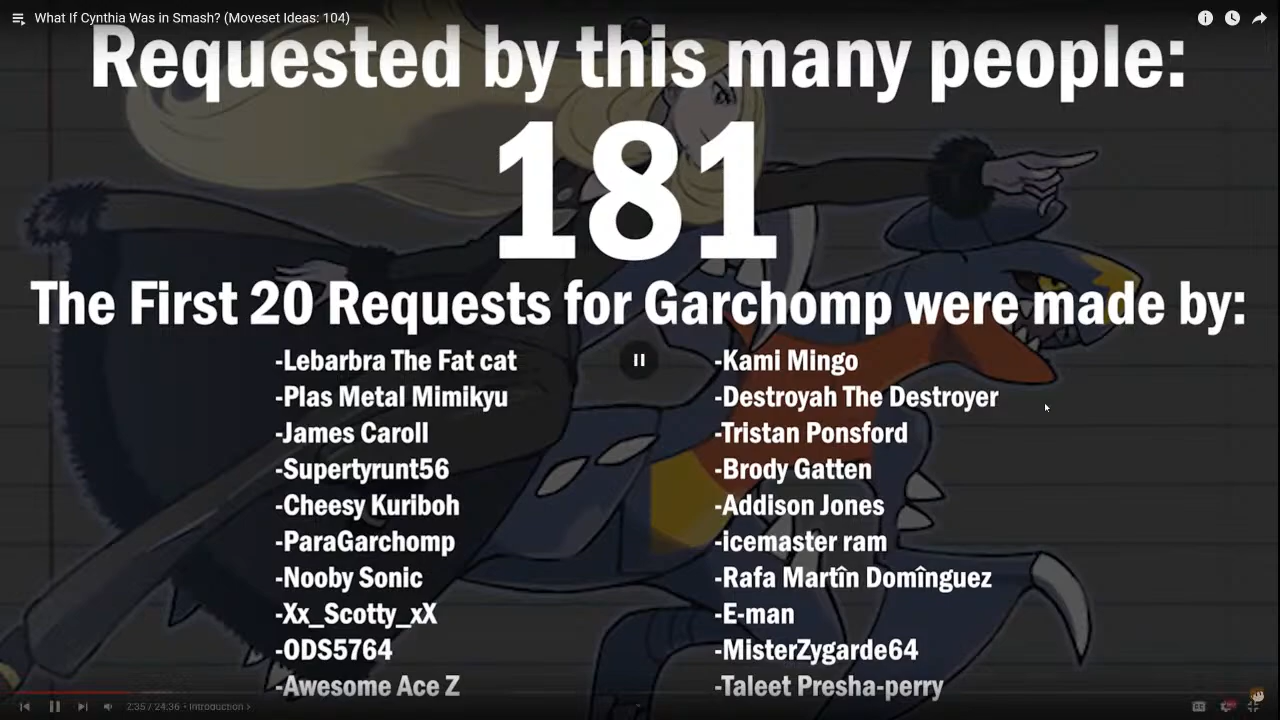 What If Cynthia Was in Smash? (Moveset Ideas: 104)
Requested by this many people:
181
The First 20 Requests for Garchomp were made by:
-Lebarbra The Fat cat
-Plas Metal Mimikyu
-James Caroll
-Supertyrunt56
-Cheesy Kuriboh
-ParaGarchomp
-Nooby Sonic
-Xx_Scotty_xX
-ODS5764
-Awesome Ace Z
-Kami Mingo
-Destroyah The Destroyer
-Tristan Ponsford
-Brody Gatten
-Addison Jones
-icemaster ram
-Rafa Martîn Domînguez
-E-man
-MisterZygarde64
-Taleet Presha-perry
2:35 / 24:36 • Introduction >
CC